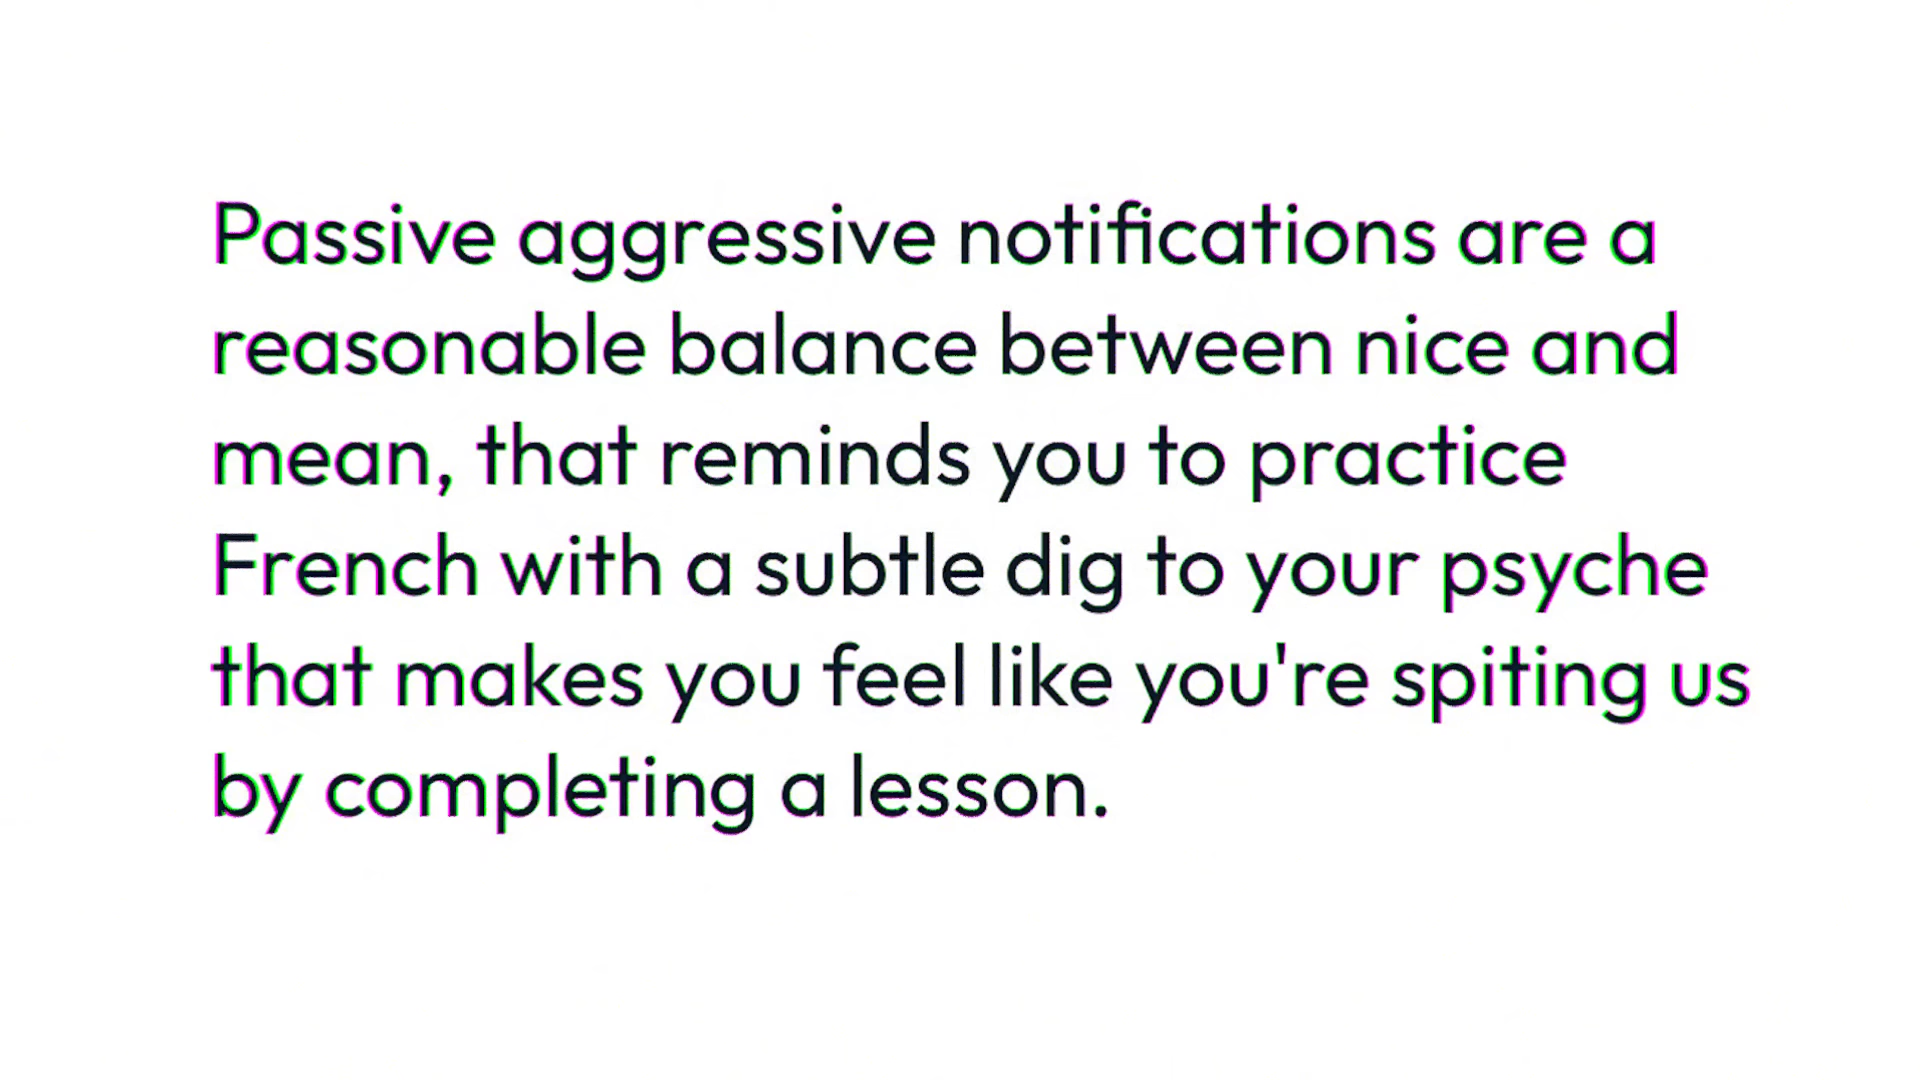 Passive aggressive notifications are a
reasonable balance between nice and
mean, that reminds you to practice
French with a subtle dig to your psyche
that makes you feel like you're spiting us
by completing a lesson.